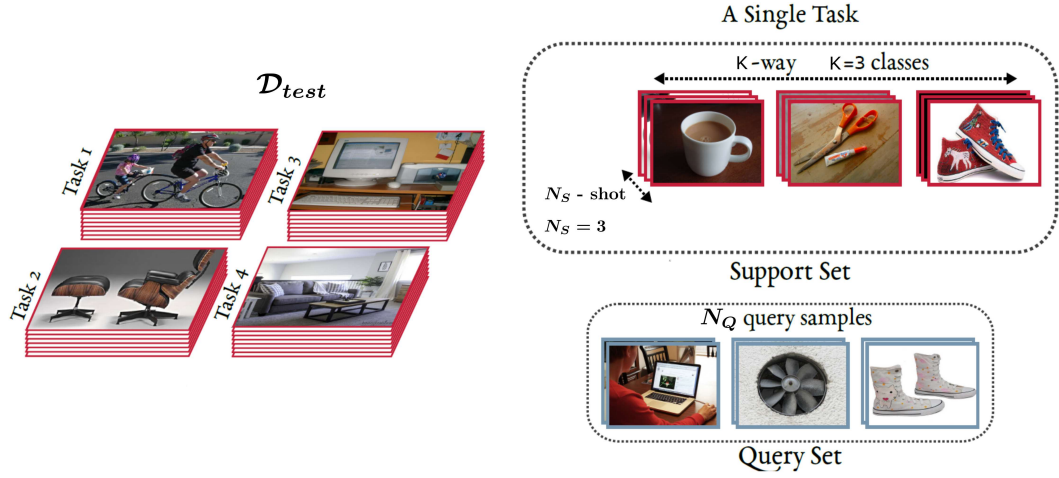 A Single Task
K-way K=3 classes
𝒟_test
Task 1
Task 3
N_S - shot
N_S = 3
Task 2
Task 4
Support Set
N_Q query samples
Query Set